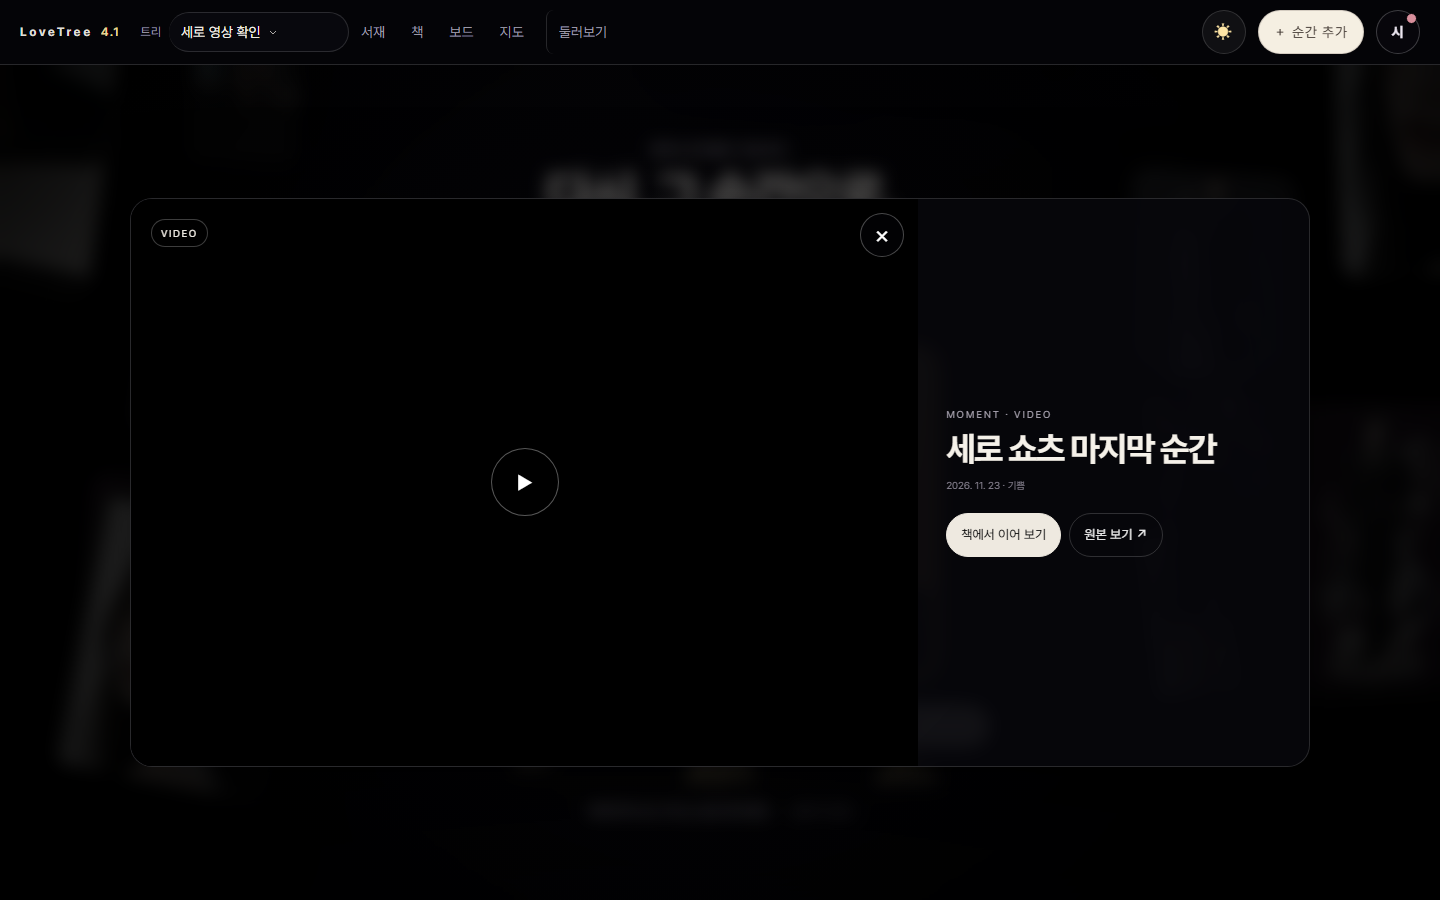 LoveTree 4.1 트리 세로 영상 확인 서재 책 보드 지도 둘러보기 + 순간 추가 시
VIDEO
MOMENT · VIDEO
세로 쇼츠 마지막 순간
2026. 11. 23 · 기쁨
책에서 이어 보기 원본 보기 ↗